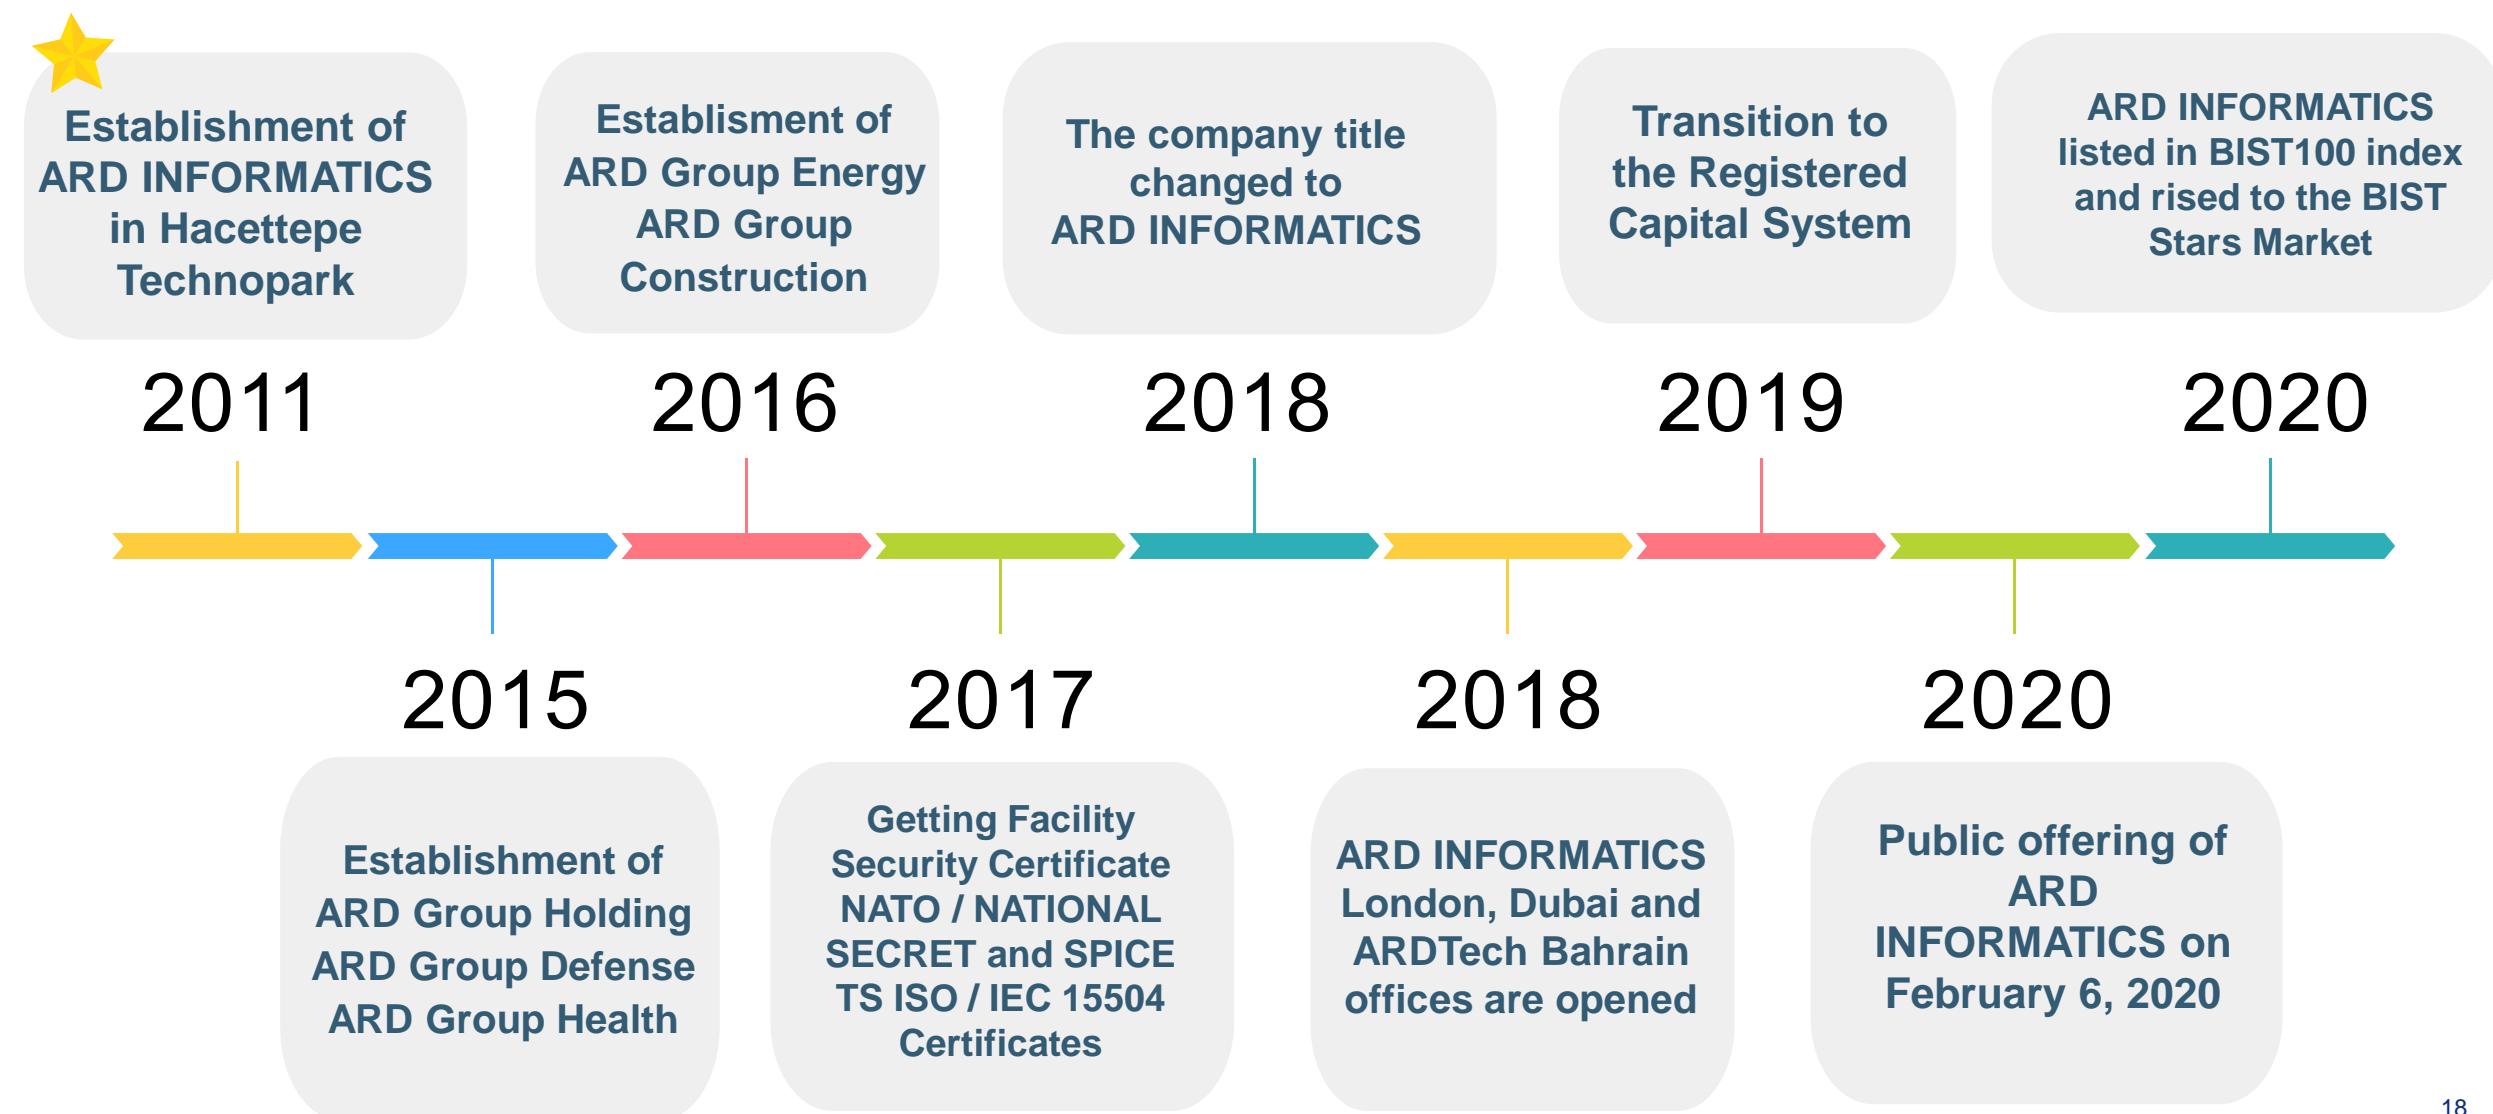 Establishment of
ARD INFORMATICS
in Hacettepe
Technopark
2011
Establisment of
ARD Group Energy
ARD Group
Construction
2016
The company title
changed to
ARD INFORMATICS
2018
Transition to
the Registered
Capital System
2019
ARD INFORMATICS
listed in BIST100 index
and rised to the BIST
Stars Market
2020
2015
Establishment of
ARD Group Holding
ARD Group Defense
ARD Group Health
2017
Getting Facility
Security Certificate
NATO / NATIONAL
SECRET and SPICE
TS ISO / IEC 15504
Certificates
2018
ARD INFORMATICS
London, Dubai and
ARDTech Bahrain
offices are opened
2020
Public offering of
ARD
INFORMATICS on
February 6, 2020
18